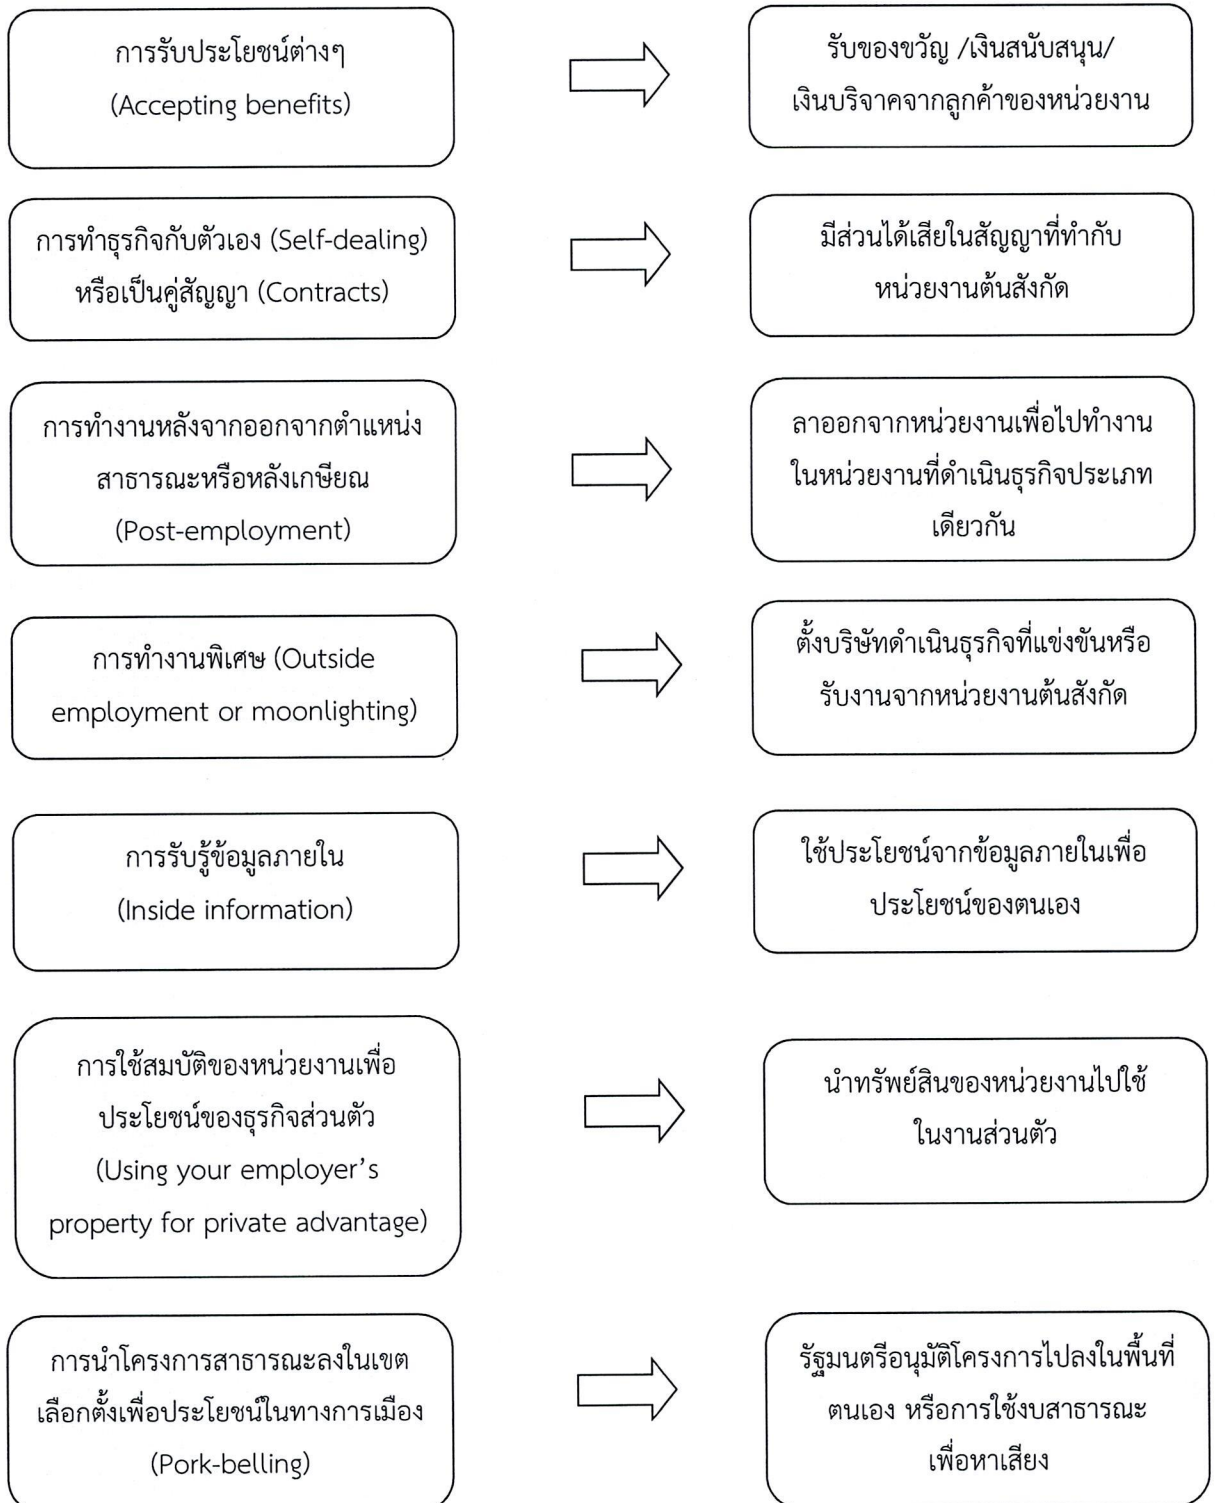 การรับประโยชน์ต่างๆ
(Accepting benefits)
รับของขวัญ /เงินสนับสนุน/
เงินบริจาคจากลูกค้าของหน่วยงาน
การทำธุรกิจกับตัวเอง (Self-dealing)
หรือเป็นคู่สัญญา (Contracts)
มีส่วนได้เสียในสัญญาที่ทำกับ
หน่วยงานต้นสังกัด
การทำงานหลังจากออกจากตำแหน่ง
สาธารณะหรือหลังเกษียณ
(Post-employment)
ลาออกจากหน่วยงานเพื่อไปทำงาน
ในหน่วยงานที่ดำเนินธุรกิจประเภท
เดียวกัน
การทำงานพิเศษ (Outside
employment or moonlighting)
ตั้งบริษัทดำเนินธุรกิจที่แข่งขันหรือ
รับงานจากหน่วยงานต้นสังกัด
การรับรู้ข้อมูลภายใน
(Inside information)
ใช้ประโยชน์จากข้อมูลภายในเพื่อ
ประโยชน์ของตนเอง
การใช้สมบัติของหน่วยงานเพื่อ
ประโยชน์ของธุรกิจส่วนตัว
(Using your employer's
property for private advantage)
นำทรัพย์สินของหน่วยงานไปใช้
ในงานส่วนตัว
การนำโครงการสาธารณะลงในเขต
เลือกตั้งเพื่อประโยชน์ในทางการเมือง
(Pork-belling)
รัฐมนตรีอนุมัติโครงการไปลงในพื้นที่
ตนเอง หรือการใช้งบสาธารณะ
เพื่อหาเสียง